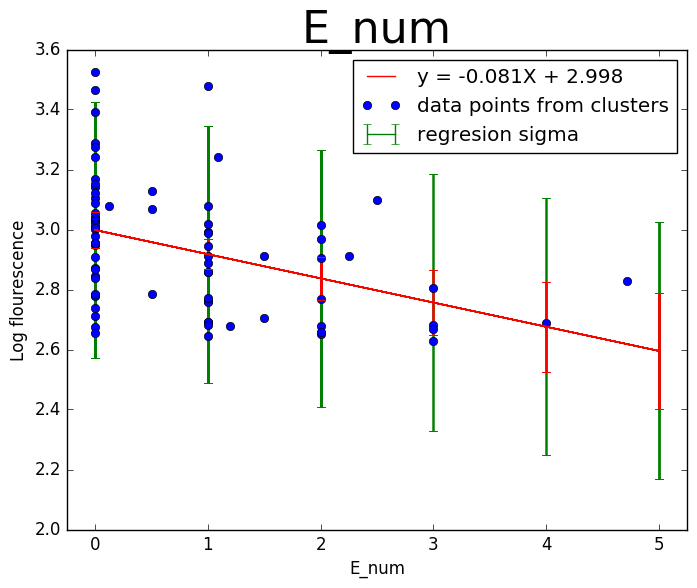 E_num
y = -0.081X + 2.998
data points from clusters
regresion sigma
3.6
3.4
3.2
3.0
2.8
2.6
2.4
2.2
2.0
Log flourescence
0 1 2 3 4 5
E_num